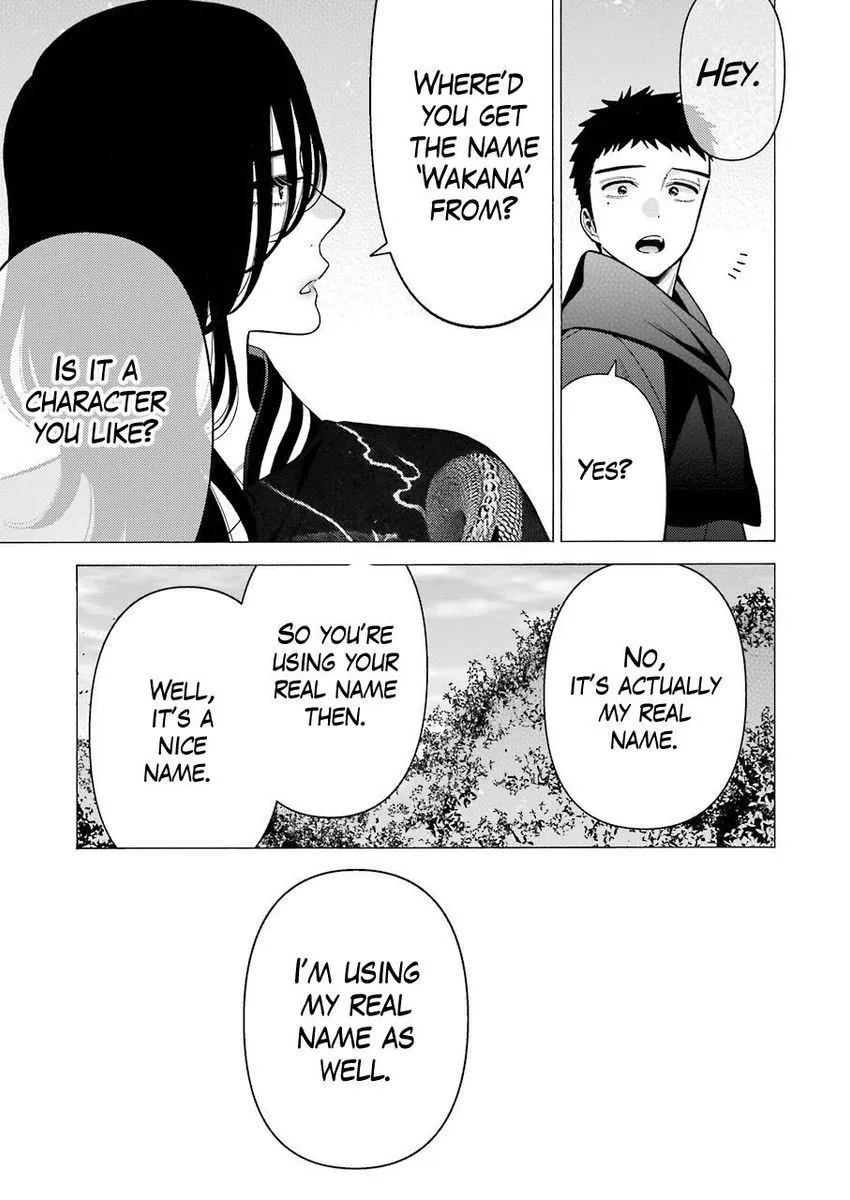 HEY.
YES?
WHERE'D
YOU GET
THE NAME
'WAKANA'
FROM?
IS IT A
CHARACTER
YOU LIKE?
NO,
IT'S ACTUALLY
MY REAL
NAME.
SO YOU'RE
USING YOUR
REAL NAME
THEN.
WELL,
IT'S A
NICE
NAME.
I'M USING
MY REAL
NAME AS
WELL.